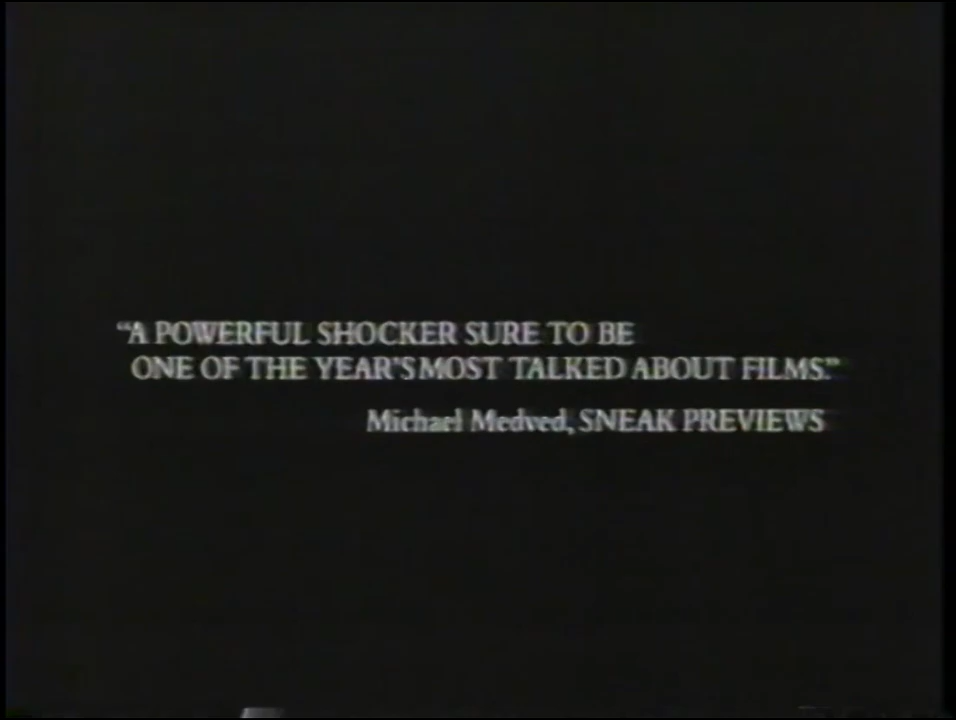 “A POWERFUL SHOCKER SURE TO BE
ONE OF THE YEAR'S MOST TALKED ABOUT FILMS.”
Michael Medved, SNEAK PREVIEWS